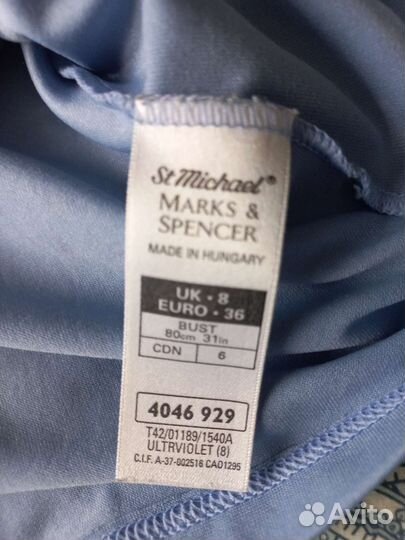 St Michael®
MARKS &
SPENCER
MADE IN HUNGARY
UK • 8
EURO • 36
BUST
80cm 31in
CDN 6
4046 929
T42/01189/1540A
ULTRVIOLET (8)
C.I.F. A-37-002516 CAO1295
Avito